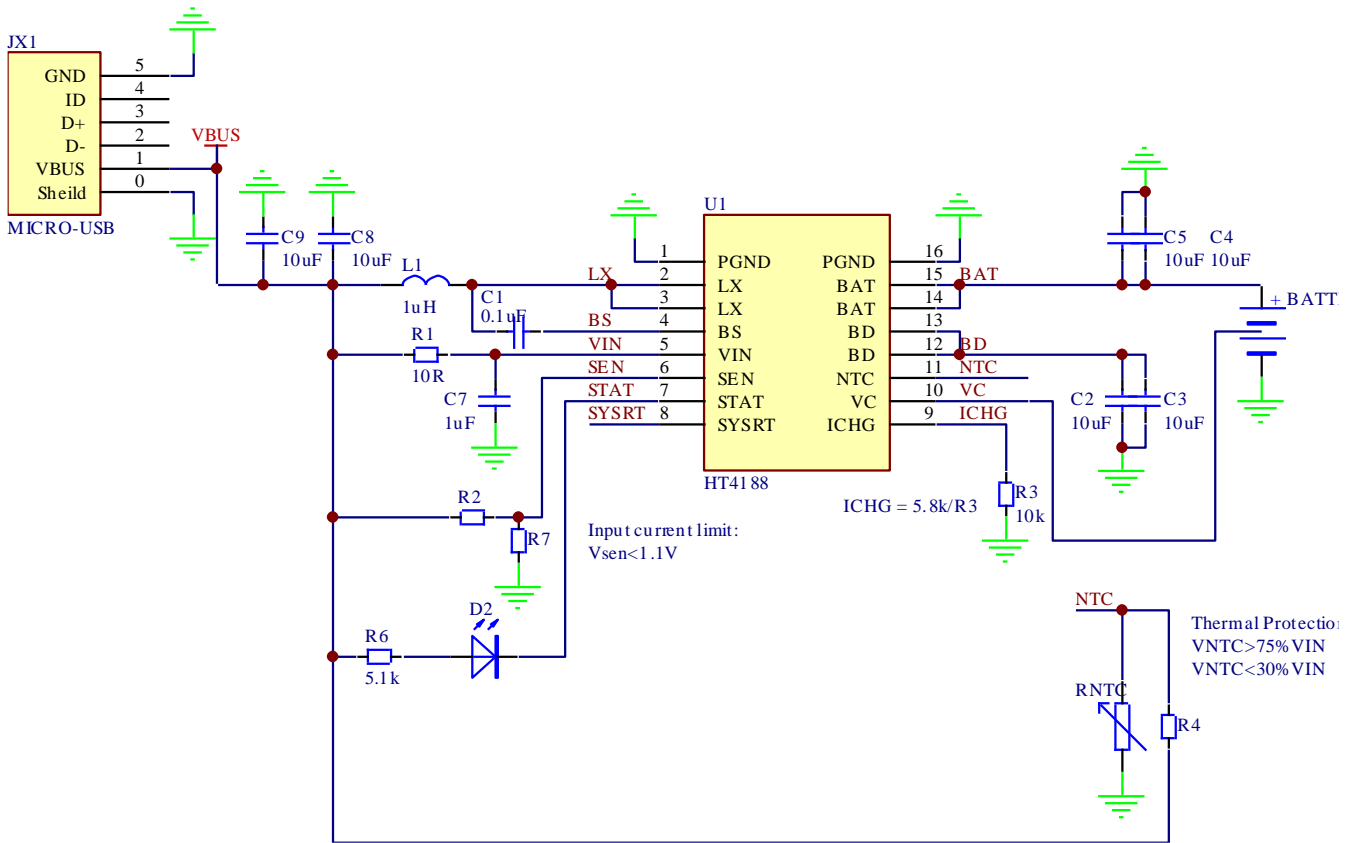 JX1
GND 5
ID 4
D+ 3
D- 2
VBUS 1
Sheild 0
MICRO-USB
VBUS
C9
10uF
C8
10uF
L1
1uH
C1
0.1uF
R1
10R
C7
1uF
LX
BS
VIN
SEN
STAT
SYSRT
U1
1 PGND
2 LX
3 LX
4 BS
5 VIN
6 SEN
7 STAT
8 SYSRT
PGND 16
BAT 15
BAT 14
BD 13
BD 12
NTC 11
VC 10
ICHG 9
HT4188
BAT
BD
NTC
VC
ICHG
C5 C4
10uF 10uF
+ BATT
C2 C3
10uF 10uF
R3
10k
ICHG = 5.8k/R3
R2
R7
Input current limit:
Vsen<1.1V
D2
R6
5.1k
NTC
RNTC
R4
Thermal Protection
VNTC>75%VIN
VNTC<30%VIN